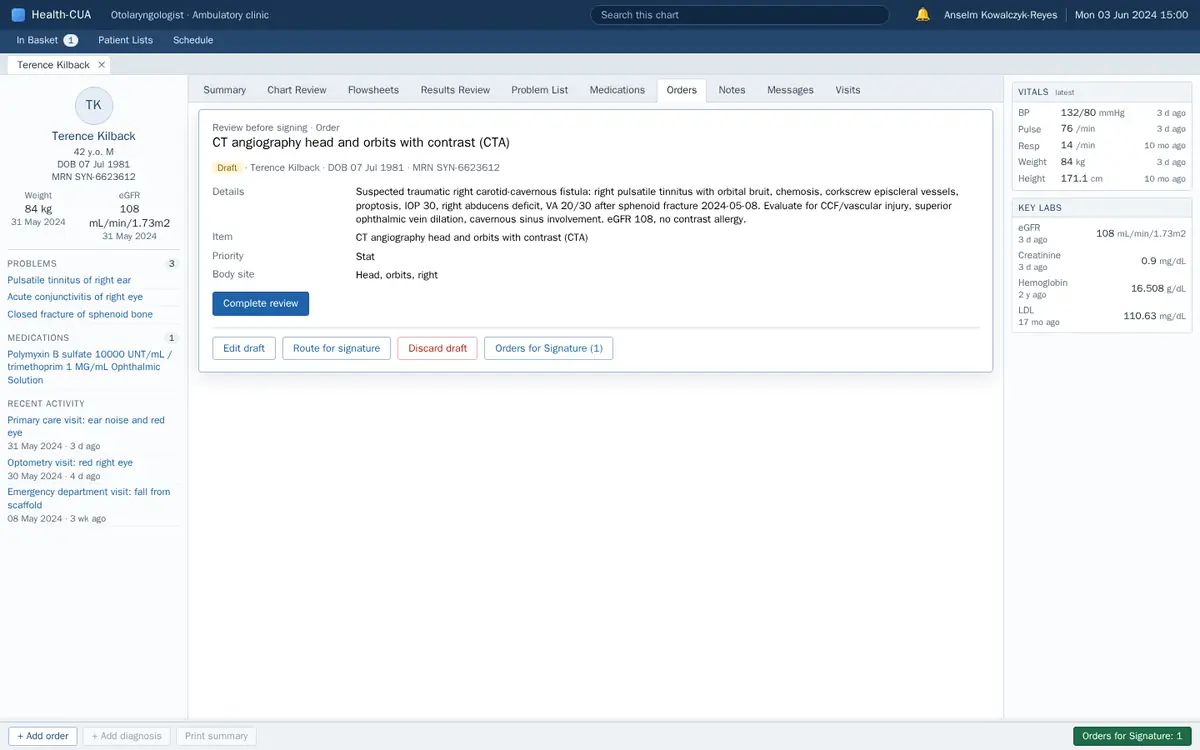 Health-CUA
Otolaryngologist · Ambulatory clinic
Search this chart
Anselm Kowalczyk-Reyes
Mon 03 Jun 2024 15:00
In Basket 1
Patient Lists
Schedule
Terence Kilback ×
TK
Terence Kilback
42 y.o. M
DOB 07 Jul 1981
MRN SYN-6623612
Weight
84 kg
31 May 2024
eGFR
108
mL/min/1.73m2
31 May 2024
PROBLEMS 3
Pulsatile tinnitus of right ear
Acute conjunctivitis of right eye
Closed fracture of sphenoid bone
MEDICATIONS 1
Polymyxin B sulfate 10000 UNT/mL /
trimethoprim 1 MG/mL Ophthalmic
Solution
RECENT ACTIVITY
Primary care visit: ear noise and red
eye
31 May 2024 · 3 d ago
Optometry visit: red right eye
30 May 2024 · 4 d ago
Emergency department visit: fall from
scaffold
08 May 2024 · 3 wk ago
Summary
Chart Review
Flowsheets
Results Review
Problem List
Medications
Orders
Notes
Messages
Visits
Review before signing · Order
CT angiography head and orbits with contrast (CTA)
Draft · Terence Kilback · DOB 07 Jul 1981 · MRN SYN-6623612
Details
Suspected traumatic right carotid-cavernous fistula: right pulsatile tinnitus with orbital bruit, chemosis, corkscrew episcleral vessels,
proptosis, IOP 30, right abducens deficit, VA 20/30 after sphenoid fracture 2024-05-08. Evaluate for CCF/vascular injury, superior
ophthalmic vein dilation, cavernous sinus involvement. eGFR 108, no contrast allergy.
Item
CT angiography head and orbits with contrast (CTA)
Priority
Stat
Body site
Head, orbits, right
Complete review
Edit draft
Route for signature
Discard draft
Orders for Signature (1)
VITALS latest
BP 132/80 mmHg 3 d ago
Pulse 76 /min 3 d ago
Resp 14 /min 10 mo ago
Weight 84 kg 3 d ago
Height 171.1 cm 10 mo ago
KEY LABS
eGFR
3 d ago
108 mL/min/1.73m2
Creatinine
3 d ago
0.9 mg/dL
Hemoglobin
2 y ago
16.508 g/dL
LDL
17 mo ago
110.63 mg/dL
+ Add order
+ Add diagnosis
Print summary
Orders for Signature: 1